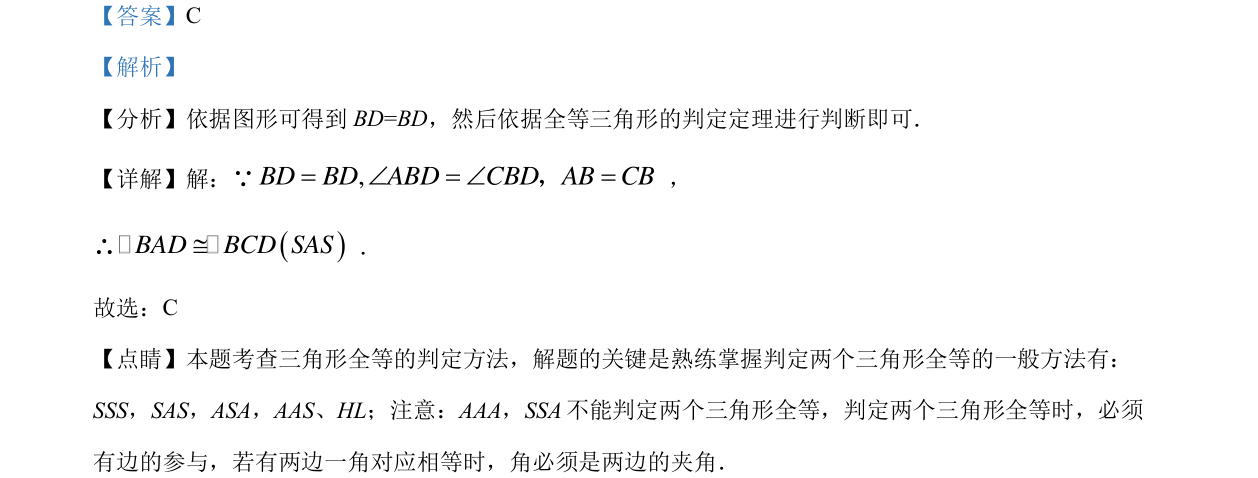 【答案】C
【解析】
【分析】依据图形可得到 BD=BD，然后依据全等三角形的判定定理进行判断即可．
【详解】解：∵ BD = BD, ∠ABD = ∠CBD，AB = CB ，
∴□BAD ≅□BCD(SAS) ．
故选：C
【点睛】本题考查三角形全等的判定方法，解题的关键是熟练掌握判定两个三角形全等的一般方法有：
SSS，SAS，ASA，AAS、HL；注意：AAA，SSA 不能判定两个三角形全等，判定两个三角形全等时，必须
有边的参与，若有两边一角对应相等时，角必须是两边的夹角．